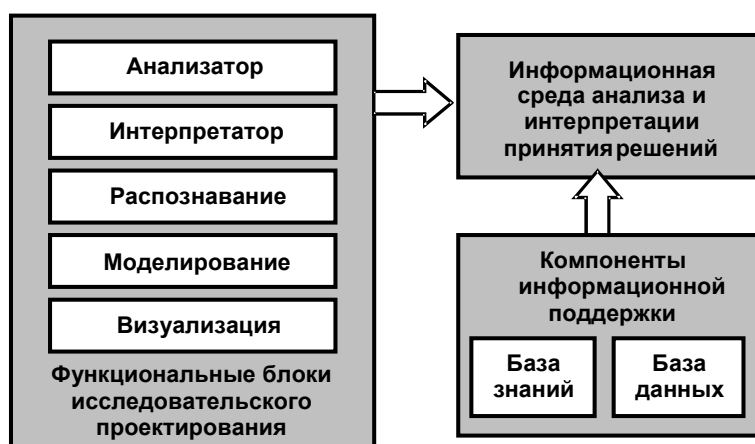 Анализатор
Интерпретатор
Распознавание
Моделирование
Визуализация
Функциональные блоки
исследовательского
проектирования
Информационная
среда анализа и
интерпретации
принятия решений
Компоненты
информационной
поддержки
База
знаний
База
данных